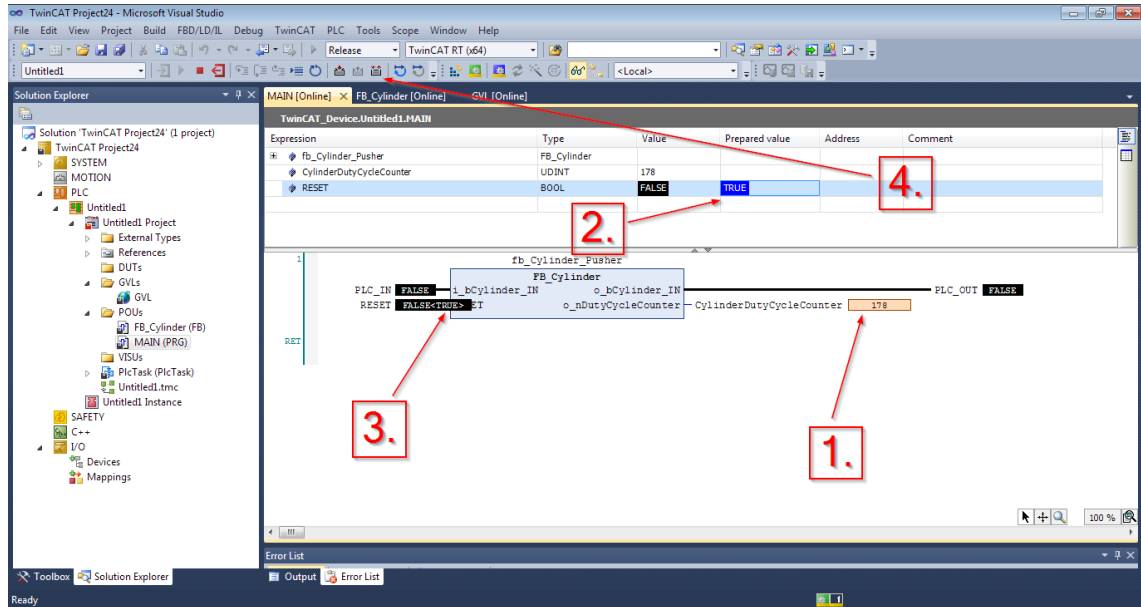 TwinCAT Project24 - Microsoft Visual Studio
File Edit View Project Build FBD/LD/IL Debug TwinCAT PLC Tools Scope Window Help
Release TwinCAT RT (x64)
Untitled1 <Local>
Solution Explorer
MAIN [Online] FB_Cylinder [Online] GVL [Online]
TwinCAT_Device.Untitled1.MAIN
Expression Type Value Prepared value Address Comment
fb_Cylinder_Pusher FB_Cylinder
CylinderDutyCycleCounter UDINT 178
RESET BOOL FALSE TRUE
Solution 'TwinCAT Project24' (1 project)
TwinCAT Project24
SYSTEM
MOTION
PLC
Untitled1
Untitled1 Project
External Types
References
DUTs
GVLs
GVL
POUs
FB_Cylinder (FB)
MAIN (PRG)
VISUs
PlcTask (PlcTask)
Untitled1.tmc
Untitled1 Instance
SAFETY
C++
I/O
Devices
Mappings
4.
2.
1
fb_Cylinder_Pusher
FB_Cylinder
PLC_IN FALSE i_bCylinder_IN o_bCylinder_IN PLC_OUT FALSE
RESET FALSE<TRUE> ET o_nDutyCycleCounter CylinderDutyCycleCounter 178
RET
3.
1.
100 %
Error List
Toolbox Solution Explorer
Output Error List
Ready
1